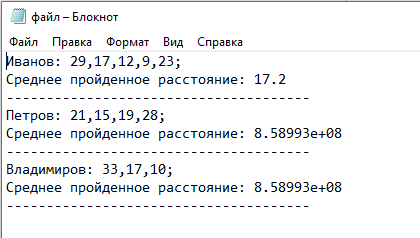 файл – Блокнот
Файл Правка Формат Вид Справка
Иванов: 29,17,12,9,23;
Среднее пройденное расстояние: 17.2
--------------------------------------
Петров: 21,15,19,28;
Среднее пройденное расстояние: 8.58993e+08
--------------------------------------
Владимиров: 33,17,10;
Среднее пройденное расстояние: 8.58993e+08
--------------------------------------